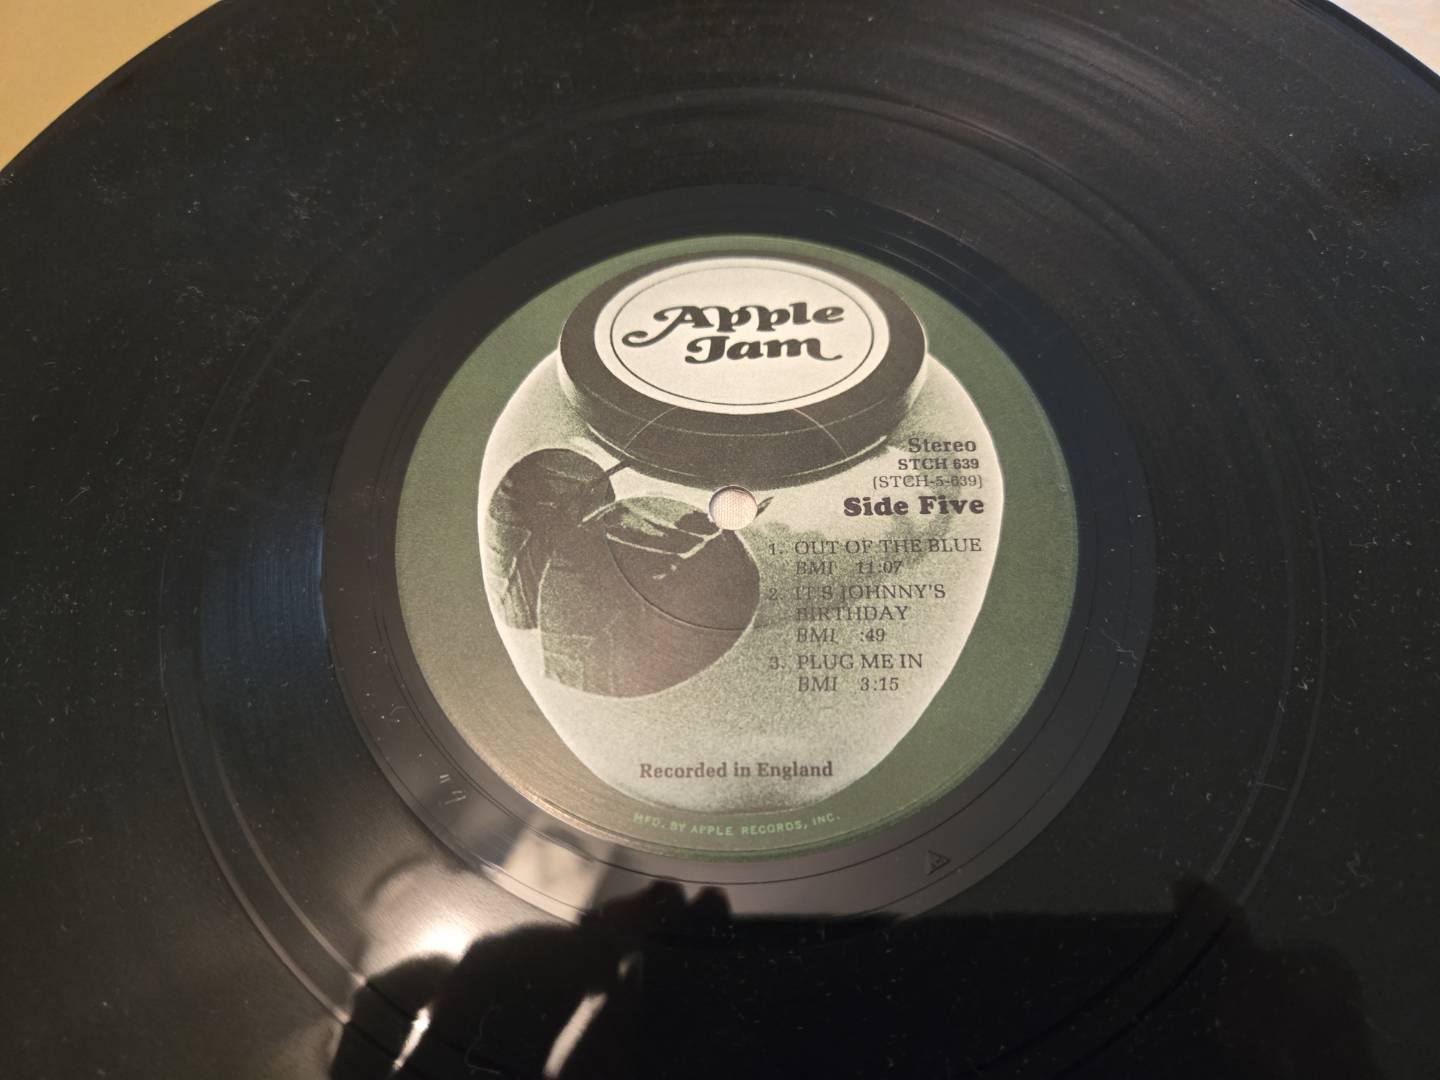 Apple
Jam
Stereo
STCH 639
(STCH-5-639)
Side Five
1. OUT OF THE BLUE
BMI 11:07
2. IT'S JOHNNY'S
BIRTHDAY
BMI :49
3. PLUG ME IN
BMI 3:15
Recorded in England
MFD. BY APPLE RECORDS, INC.